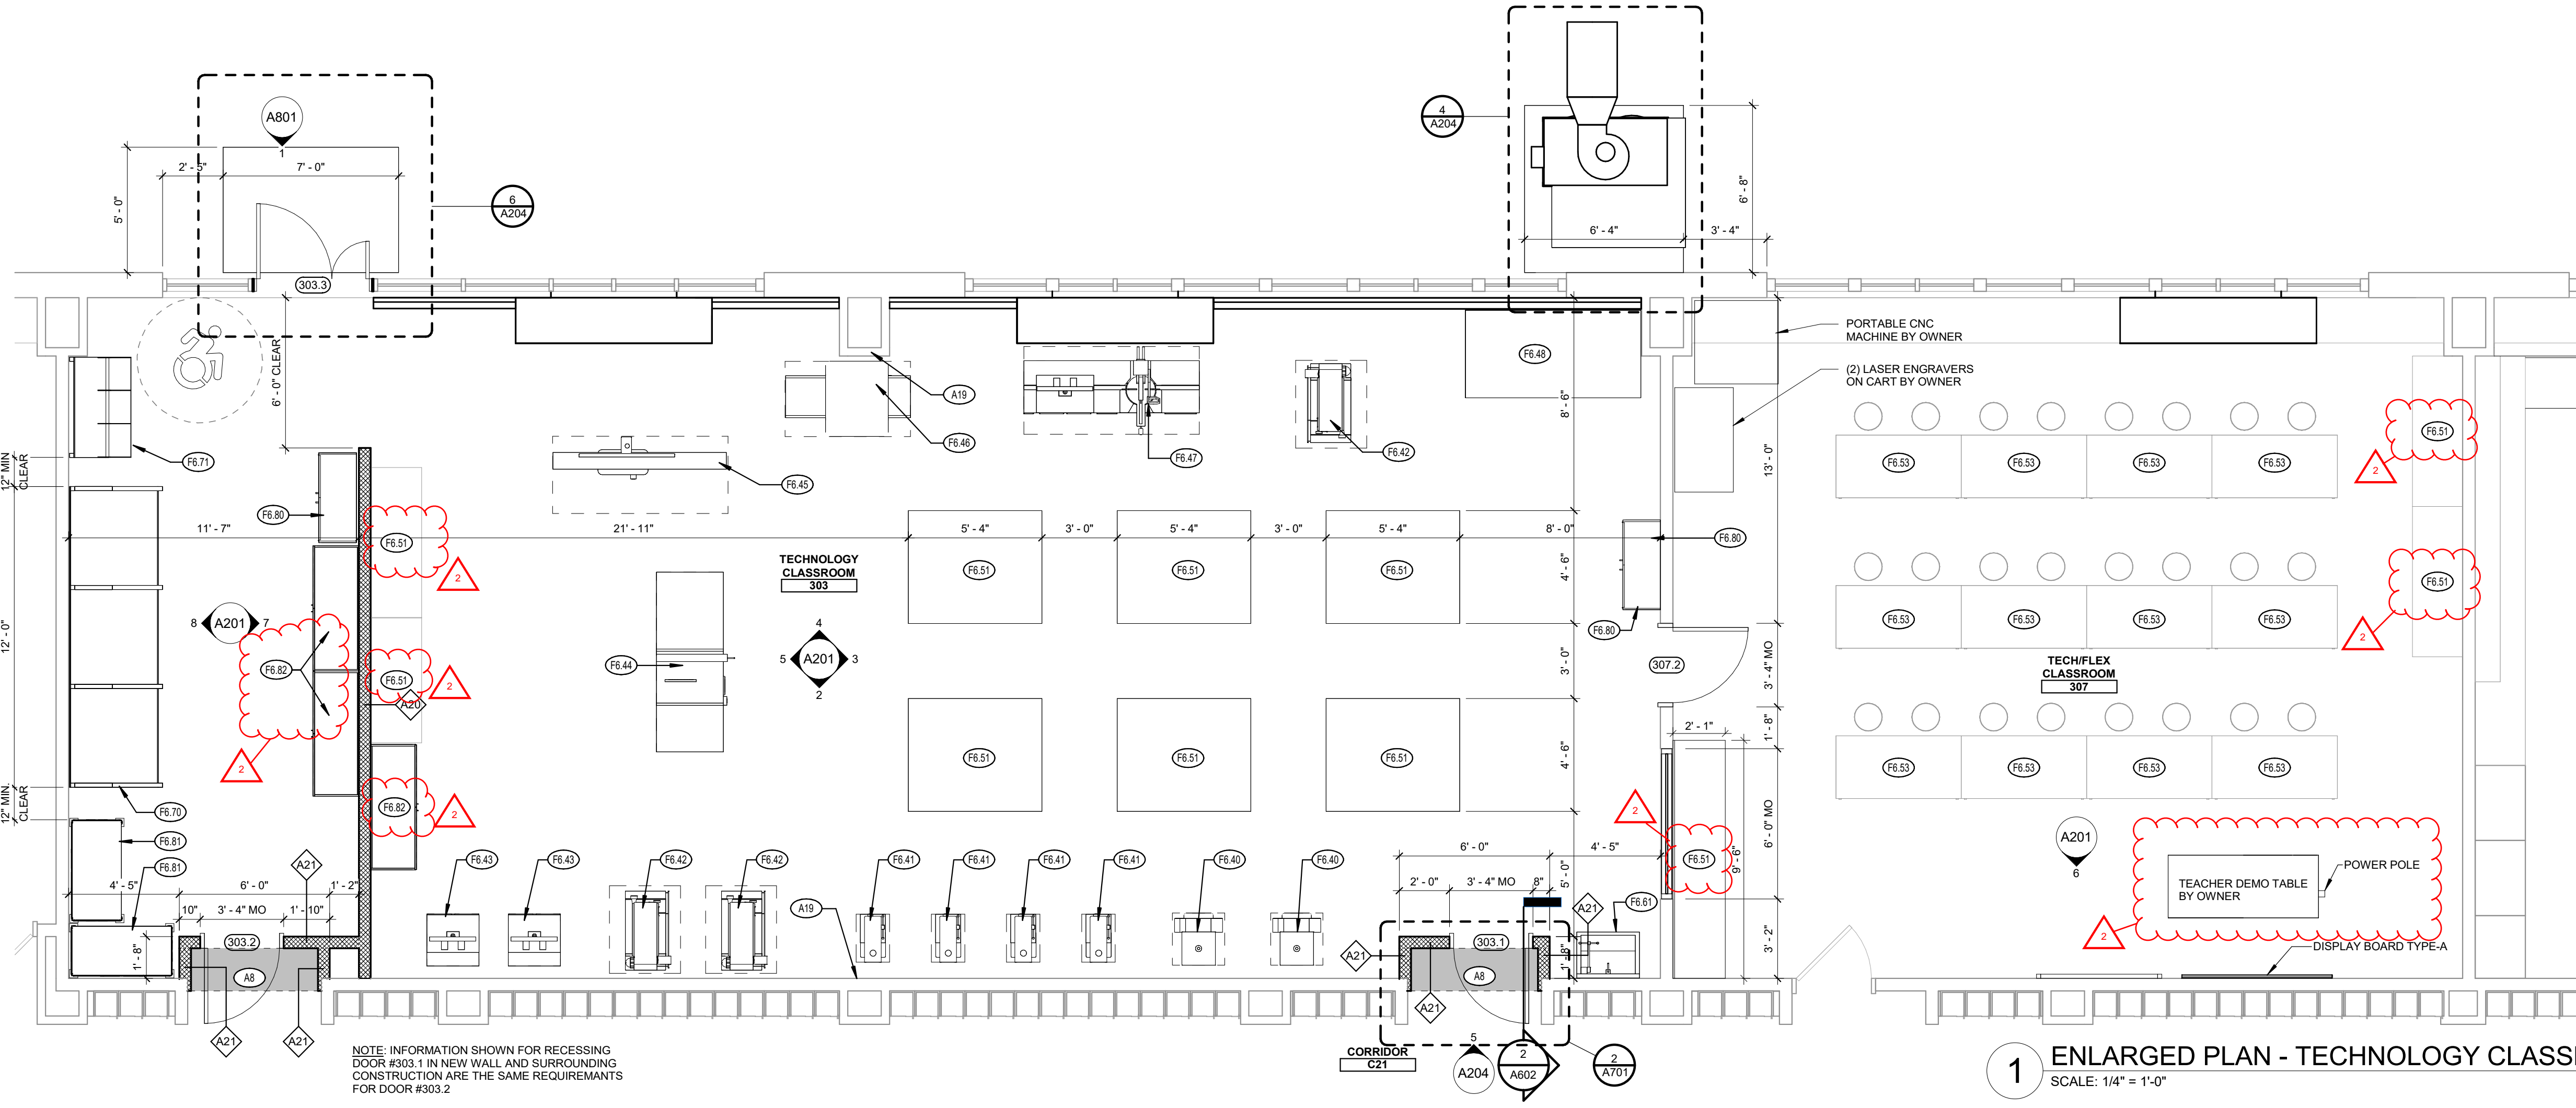 A801
1
2' - 5"
7' - 0"
5' - 0"
6
A204
303.3
4
A204
6' - 8"
6' - 4"
3' - 4"
PORTABLE CNC
MACHINE BY OWNER
(2) LASER ENGRAVERS
ON CART BY OWNER
6' - 0" CLEAR
F6.48
A19
F6.46
F6.47
F6.42
8' - 6"
13' - 0"
F6.71
12" MIN
CLEAR
F6.45
F6.80
F6.53
F6.53
F6.53
F6.53
F6.51
2
11' - 7"
F6.51
2
21' - 11"
5' - 4"
3' - 0"
5' - 4"
3' - 0"
5' - 4"
8' - 0"
F6.80
TECHNOLOGY
CLASSROOM
303
F6.51
F6.51
F6.51
4' - 6"
F6.51
2
12' - 0"
8
A201
7
F6.82
2
F6.51
2
A20
F6.44
4
5
A201
3
2
3' - 0"
F6.80
307.2
3' - 4" MO
F6.53
F6.53
F6.53
F6.53
TECH/FLEX
CLASSROOM
307
1' - 8"
2' - 1"
F6.51
F6.51
F6.51
4' - 6"
F6.53
F6.53
F6.53
F6.53
12" MIN.
CLEAR
F6.70
F6.82
2
2
6' - 0" MO
A201
6
F6.81
F6.81
A21
F6.43
F6.43
F6.42
F6.42
F6.41
F6.41
F6.41
F6.41
F6.40
F6.40
6' - 0"
4' - 5"
F6.51
9' - 6"
TEACHER DEMO TABLE
BY OWNER
POWER POLE
2
DISPLAY BOARD TYPE-A
4' - 5"
6' - 0"
1' - 2"
10"
3' - 4" MO
1' - 10"
A19
2' - 0"
3' - 4" MO
8"
5' - 0"
A21
F6.61
303.2
1' - 8"
A8
A21
303.1
A8
1' - 8"
3' - 2"
A21
A21
A21
NOTE: INFORMATION SHOWN FOR RECESSING
DOOR #303.1 IN NEW WALL AND SURROUNDING
CONSTRUCTION ARE THE SAME REQUIREMANTS
FOR DOOR #303.2
CORRIDOR
C21
5
A204
2
A602
2
A701
1
ENLARGED PLAN - TECHNOLOGY CLASS
SCALE: 1/4" = 1'-0"